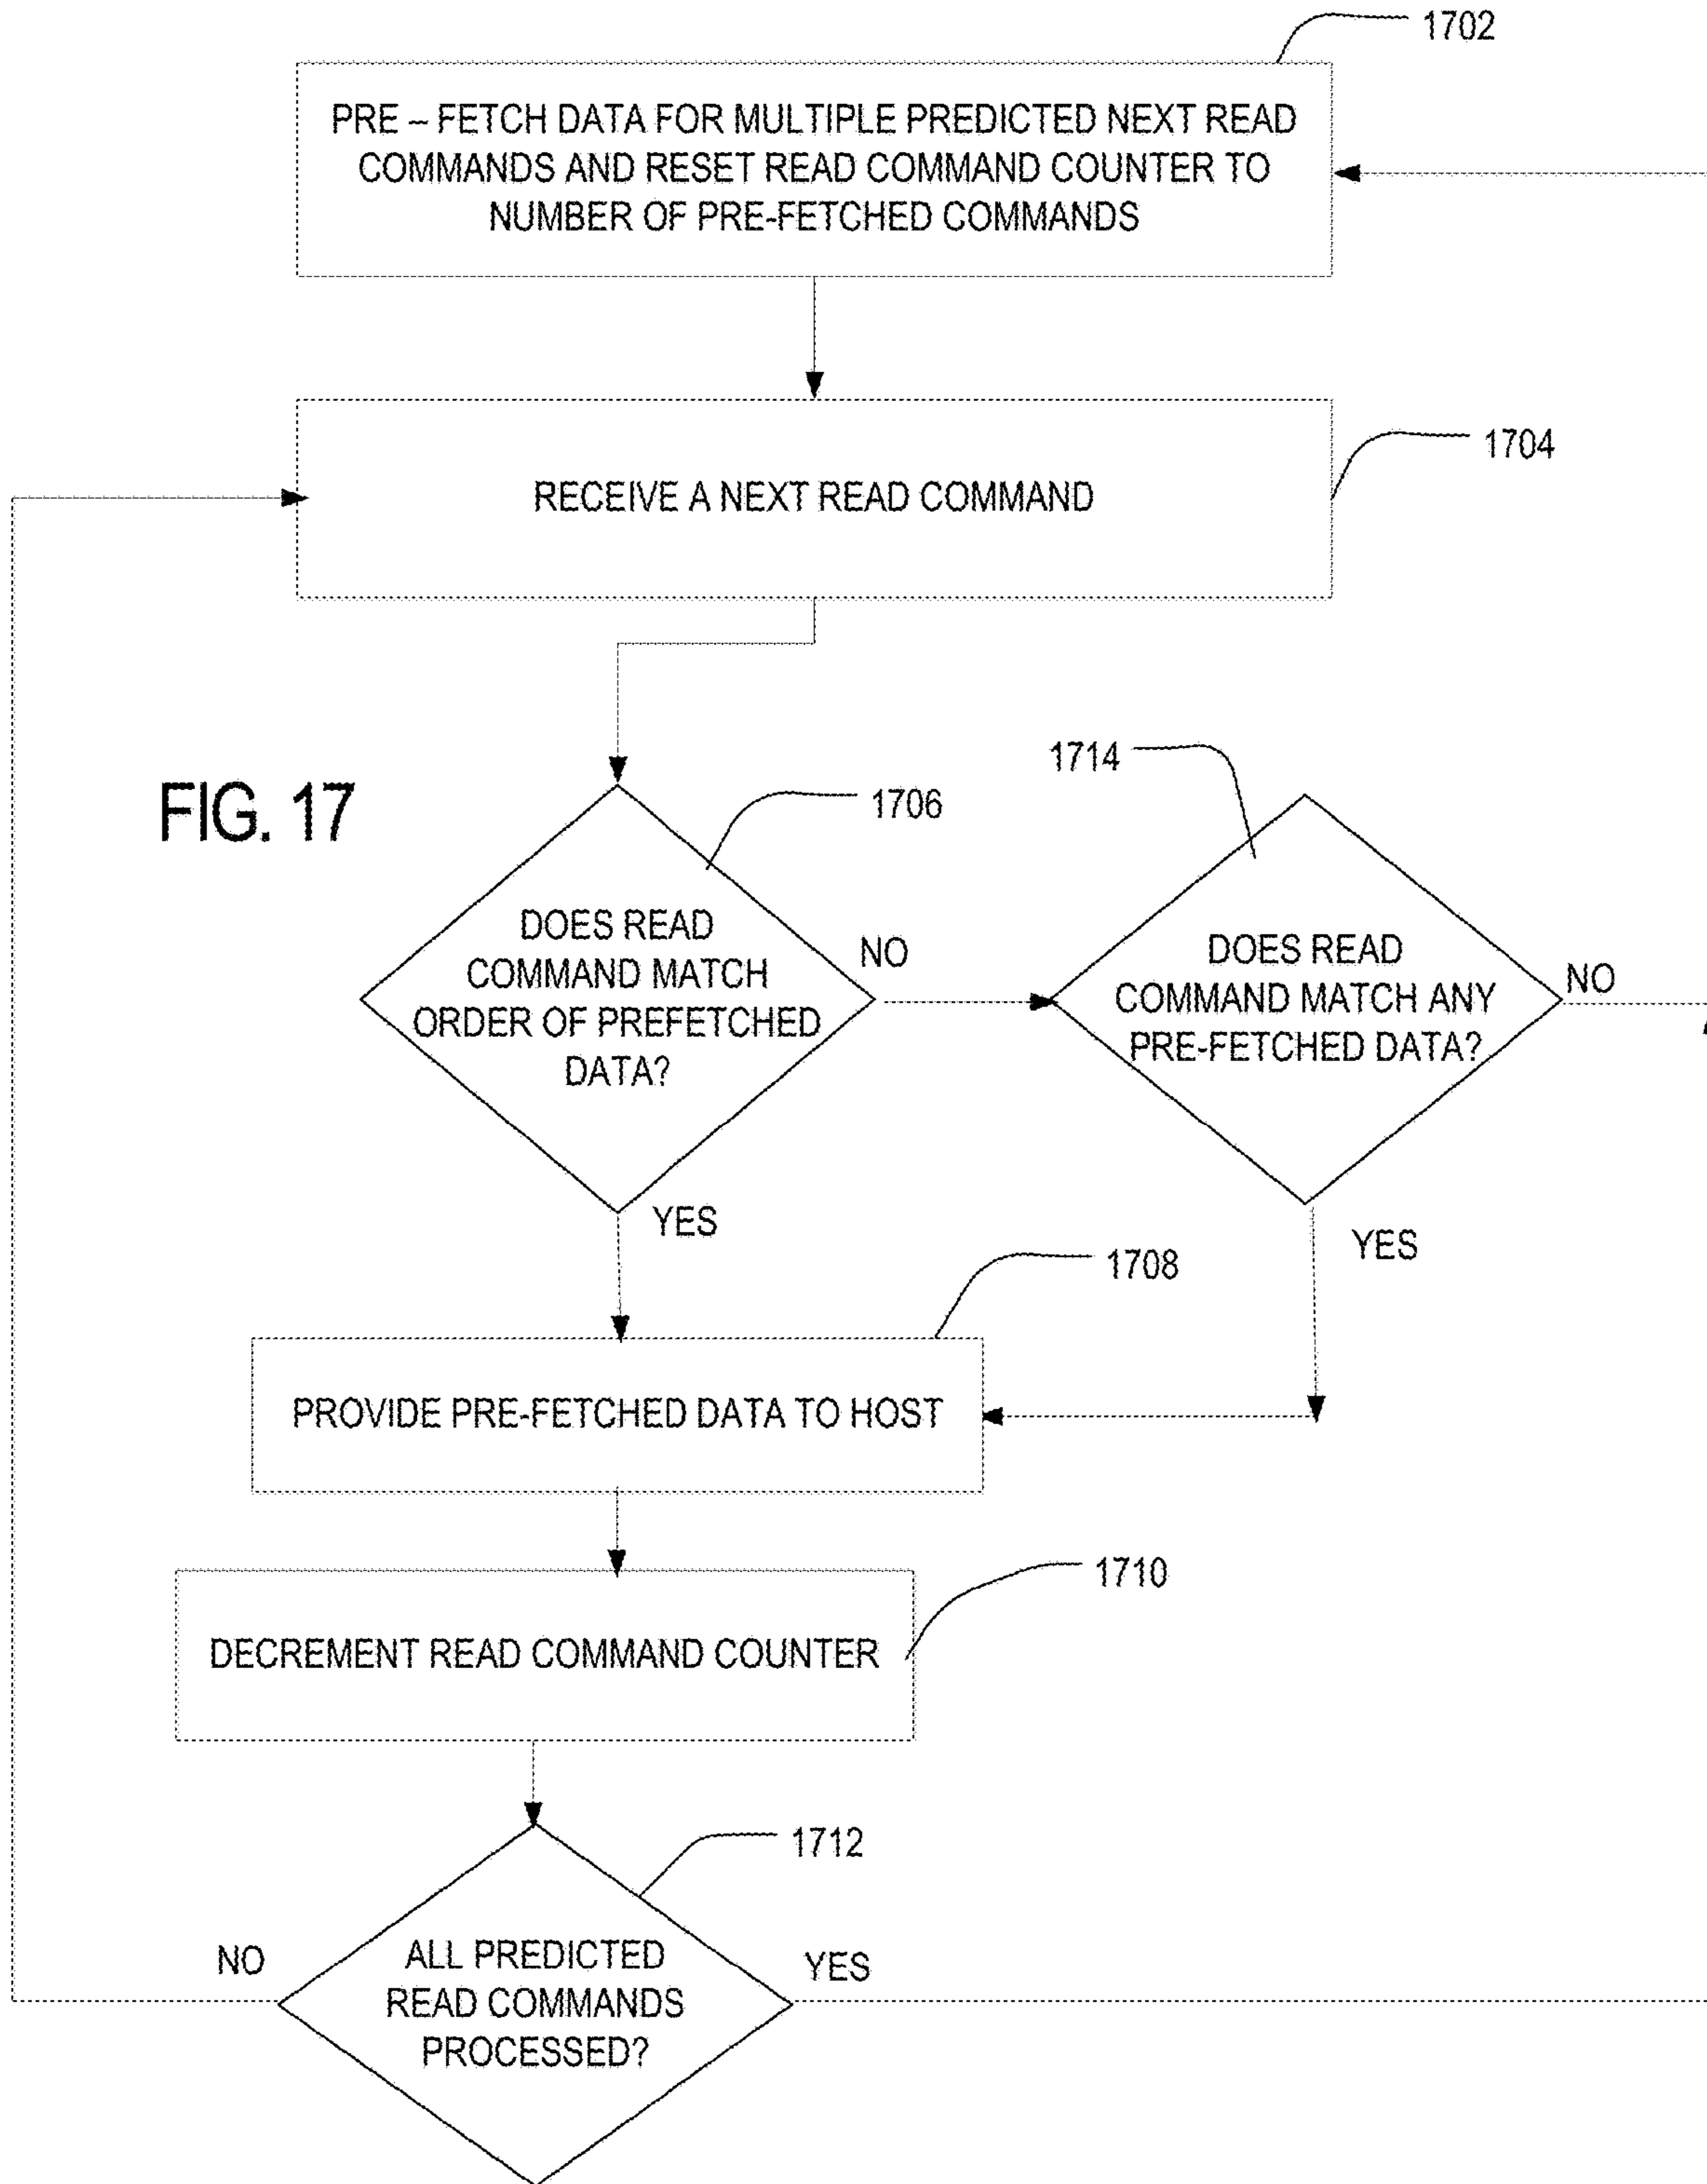 1702
PRE – FETCH DATA FOR MULTIPLE PREDICTED NEXT READ
COMMANDS AND RESET READ COMMAND COUNTER TO
NUMBER OF PRE-FETCHED COMMANDS
1704
RECEIVE A NEXT READ COMMAND
FIG. 17
1706
1714
DOES READ
COMMAND MATCH
ORDER OF PREFETCHED
DATA?
NO
DOES READ
COMMAND MATCH ANY
PRE-FETCHED DATA?
NO
YES
YES
1708
PROVIDE PRE-FETCHED DATA TO HOST
1710
DECREMENT READ COMMAND COUNTER
1712
NO
ALL PREDICTED
READ COMMANDS
PROCESSED?
YES